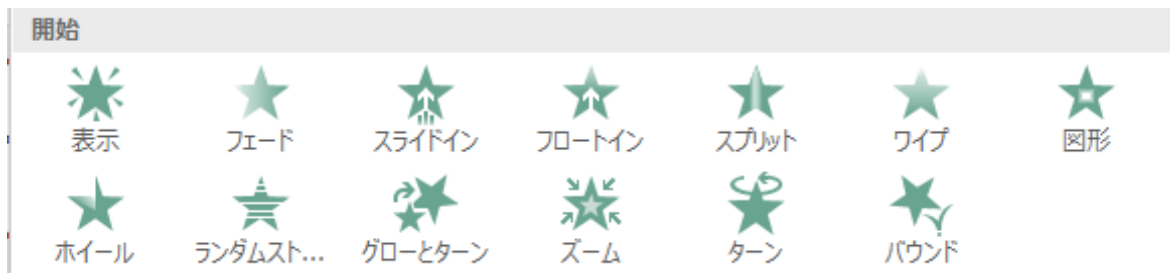 開始
表示 フェード スライドイン フロートイン スプリット ワイプ 図形
ホイール ランダムスト... グローとターン ズーム ターン バウンド